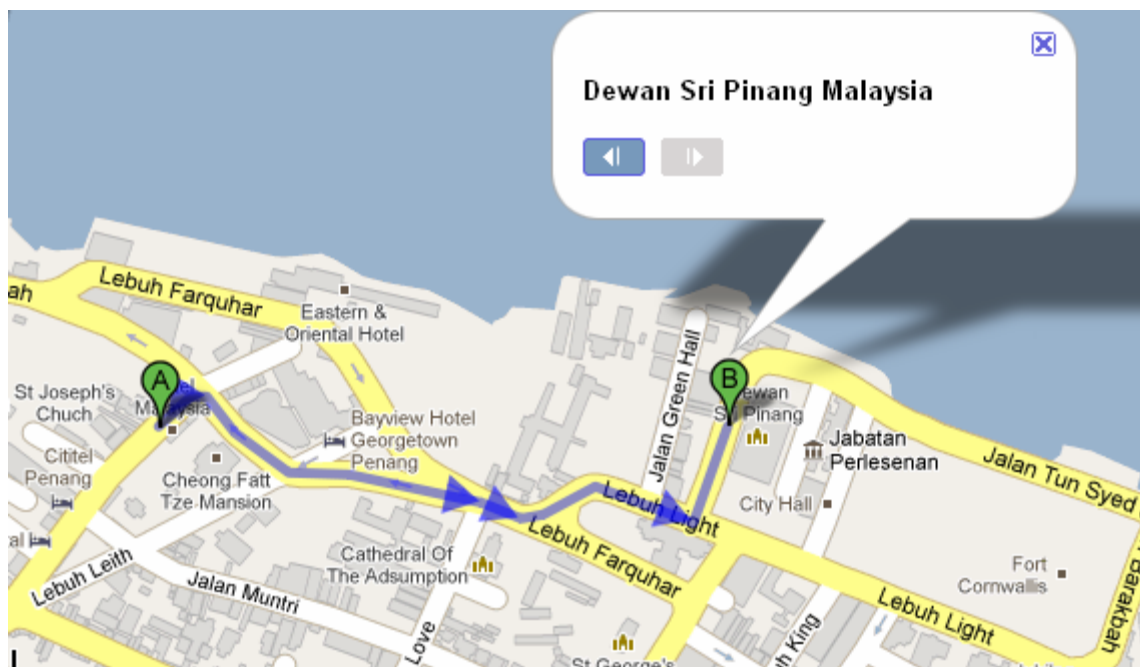 Dewan Sri Pinang Malaysia
Lebuh Farquhar
ah
Eastern &
Oriental Hotel
A
St Joseph's
Chuch
Malaysia
Bayview Hotel
Georgetown
Penang
Cititel
Penang
Cheong Fatt
Tze Mansion
B
Dewan
Sri Pinang
Jalan Green Hall
Jabatan
Perlesenan
Jalan Tun Syed
City Hall
Lebuh Light
Lebuh Farquhar
Cathedral Of
The Adsumption
Lebuh Leith
Jalan Muntri
Love
Fort
Cornwallis
Lebuh Light
Barakbah
King
St George's